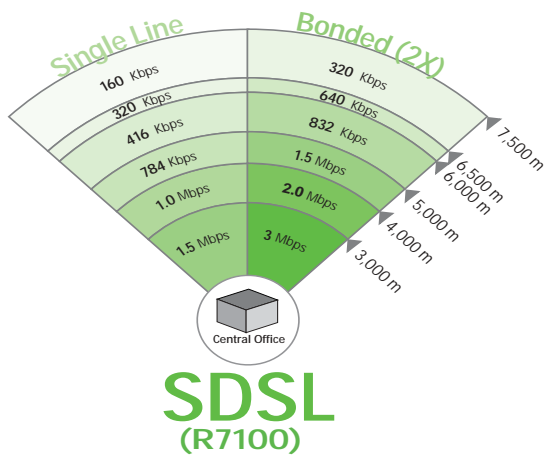 Single Line
Bonded (2X)
160 Kbps
320 Kbps
320 Kbps
640 Kbps
416 Kbps
832 Kbps
784 Kbps
1.5 Mbps
1.0 Mbps
2.0 Mbps
1.5 Mbps
3 Mbps
7,500 m
6,500 m
6,000 m
5,000 m
4,000 m
3,000 m
Central Office
SDSL
(R7100)